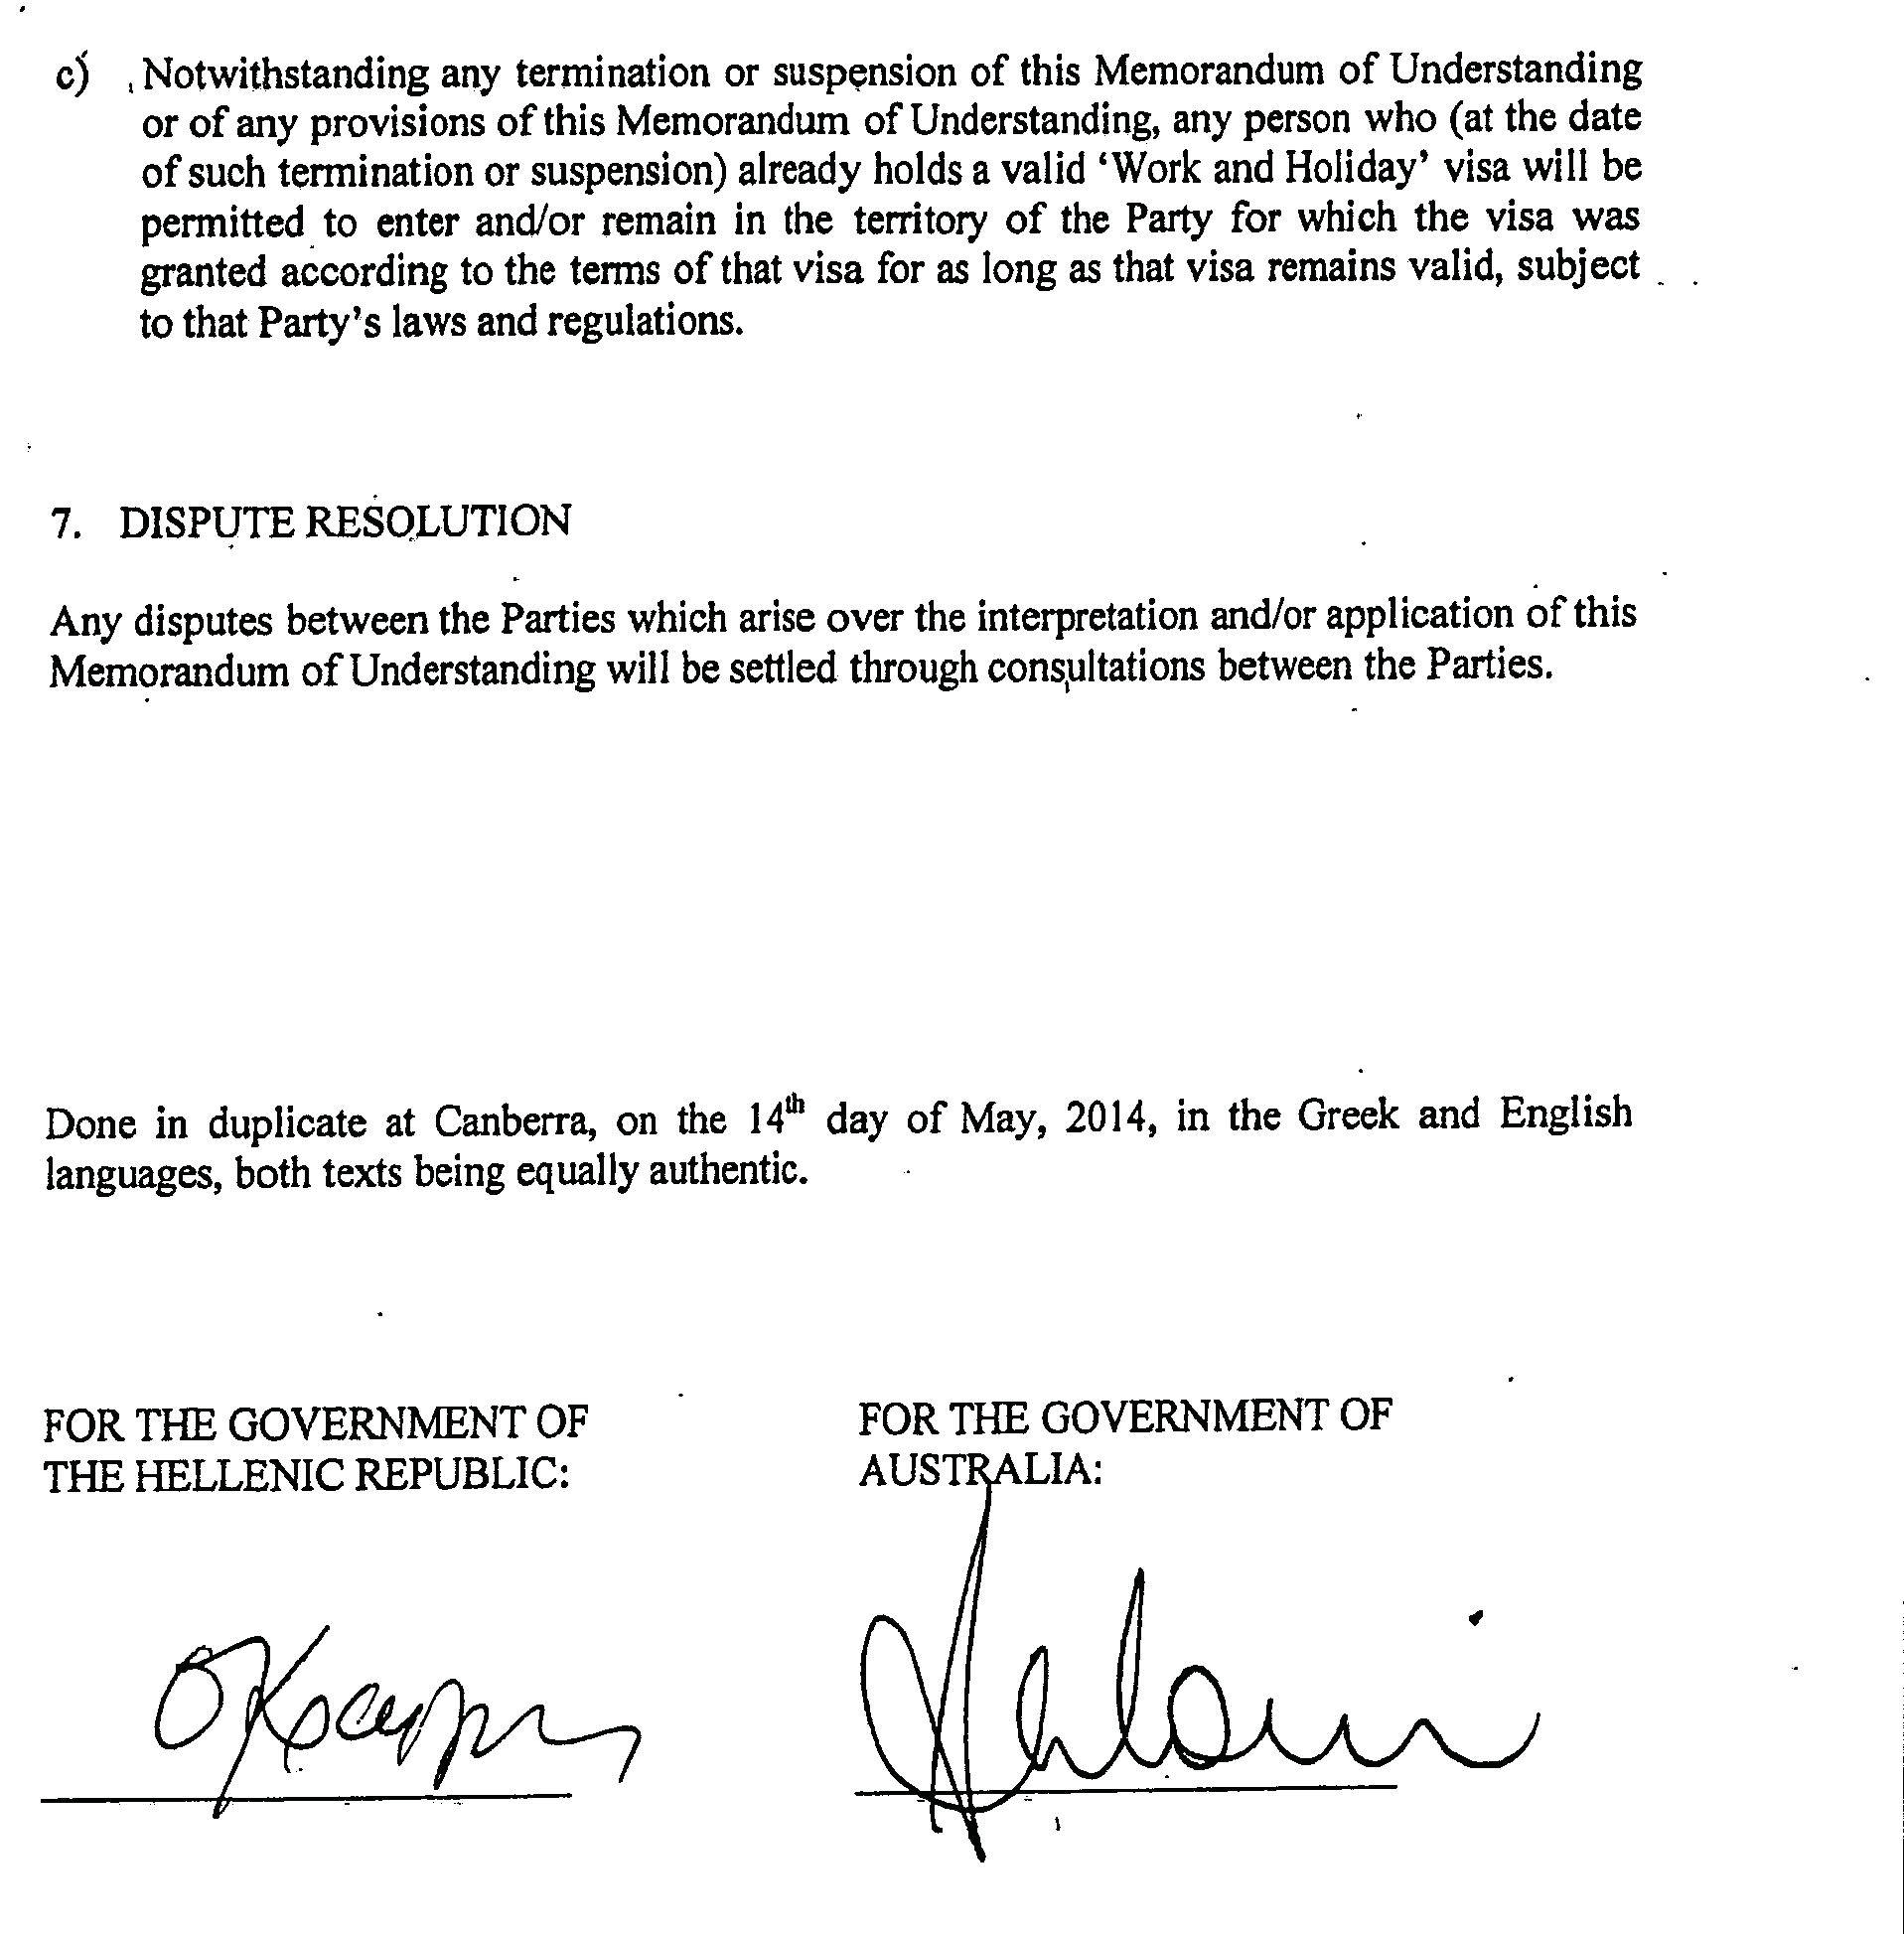 c) Notwithstanding any termination or suspension of this Memorandum of Understanding
or of any provisions of this Memorandum of Understanding, any person who (at the date
of such termination or suspension) already holds a valid ‘Work and Holiday’ visa will be
permitted to enter and/or remain in the territory of the Party for which the visa was
granted according to the terms of that visa for as long as that visa remains valid, subject
to that Party’s laws and regulations.
7. DISPUTE RESOLUTION
Any disputes between the Parties which arise over the interpretation and/or application of this
Memorandum of Understanding will be settled through consultations between the Parties.
Done in duplicate at Canberra, on the 14th day of May, 2014, in the Greek and English
languages, both texts being equally authentic.
FOR THE GOVERNMENT OF
THE HELLENIC REPUBLIC:
FOR THE GOVERNMENT OF
AUSTRALIA: